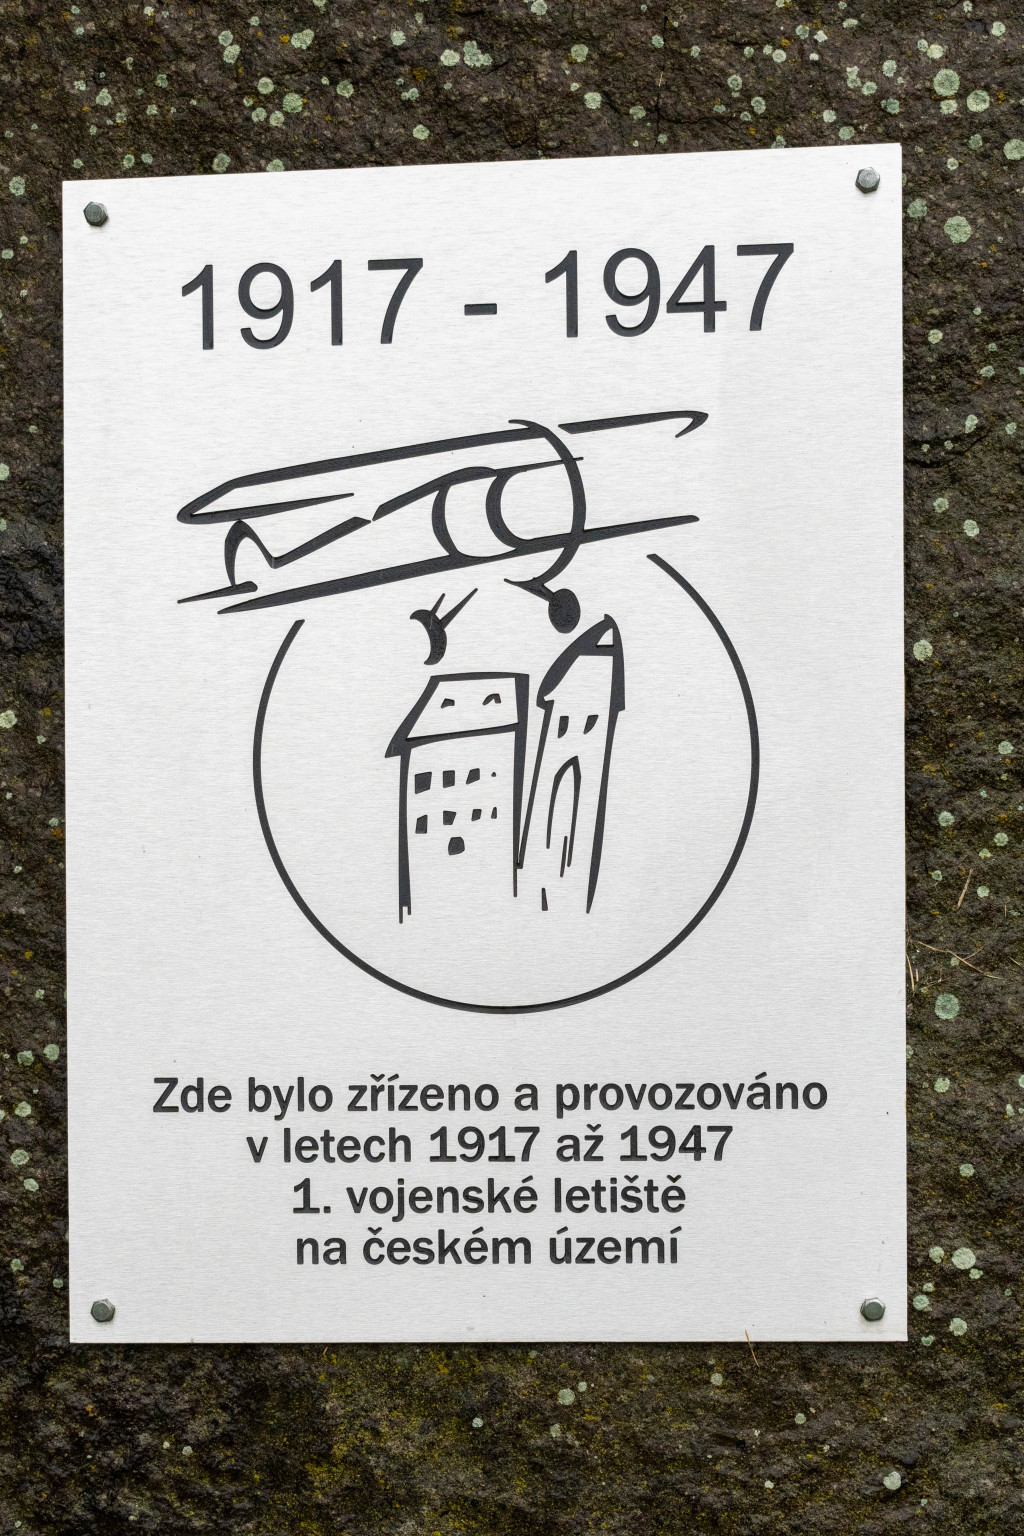 1917 - 1947
Zde bylo zřízeno a provozováno
v letech 1917 až 1947
1. vojenské letiště
na českém území